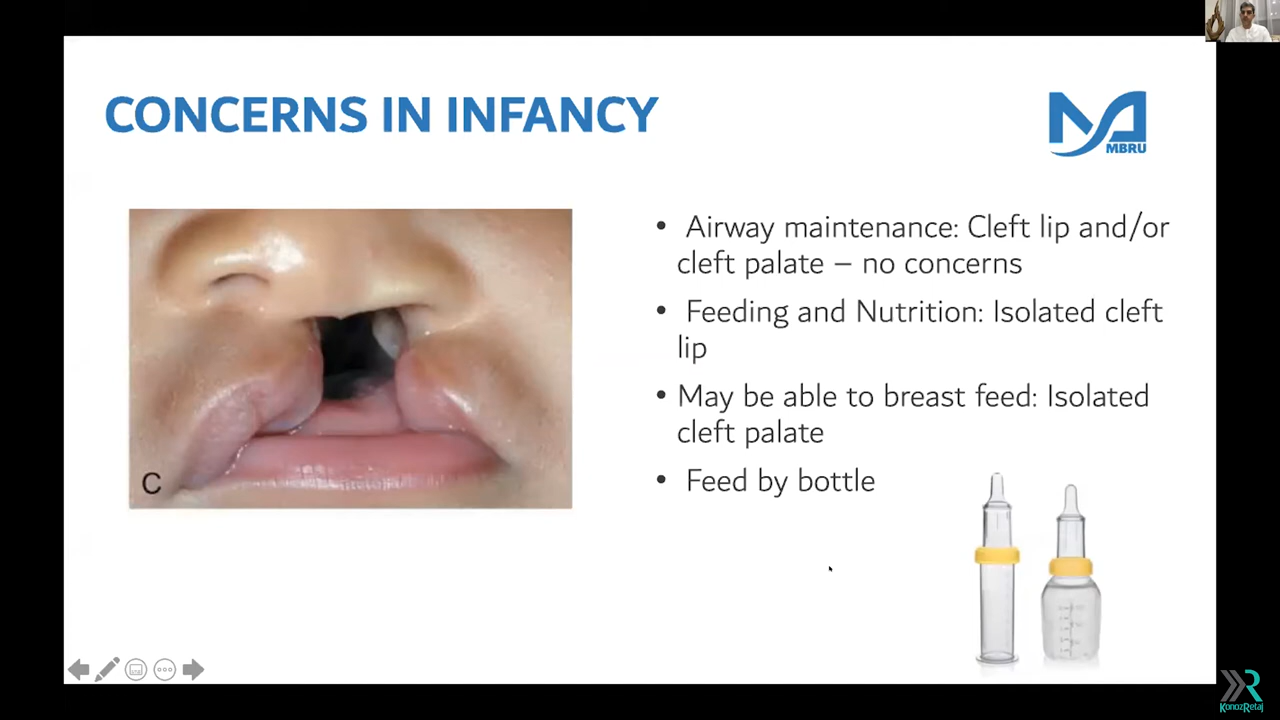 CONCERNS IN INFANCY
MBRU
• Airway maintenance: Cleft lip and/or
cleft palate – no concerns
• Feeding and Nutrition: Isolated cleft
lip
• May be able to breast feed: Isolated
cleft palate
• Feed by bottle
C
KonozRetaj